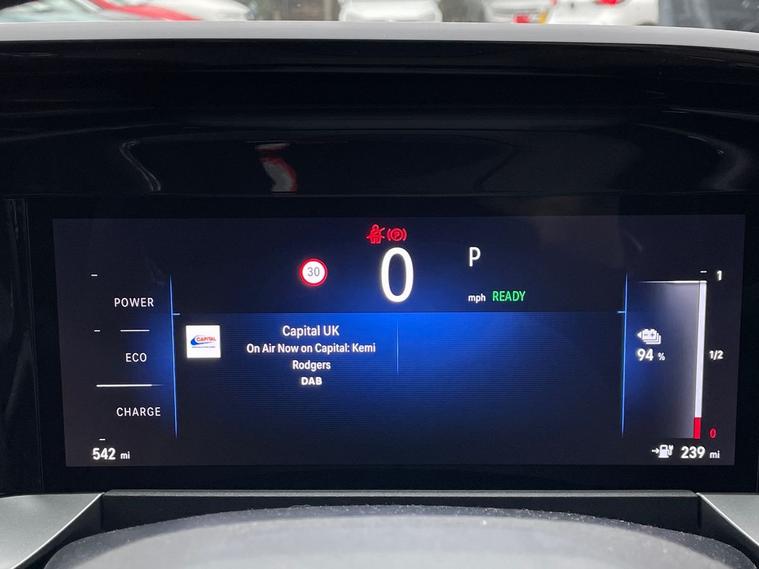 30
0
P
mph READY
POWER
ECO
CHARGE
542 mi
CAPITAL
Capital UK
On Air Now on Capital: Kemi
Rodgers
DAB
1
94 %
1/2
0
239 mi